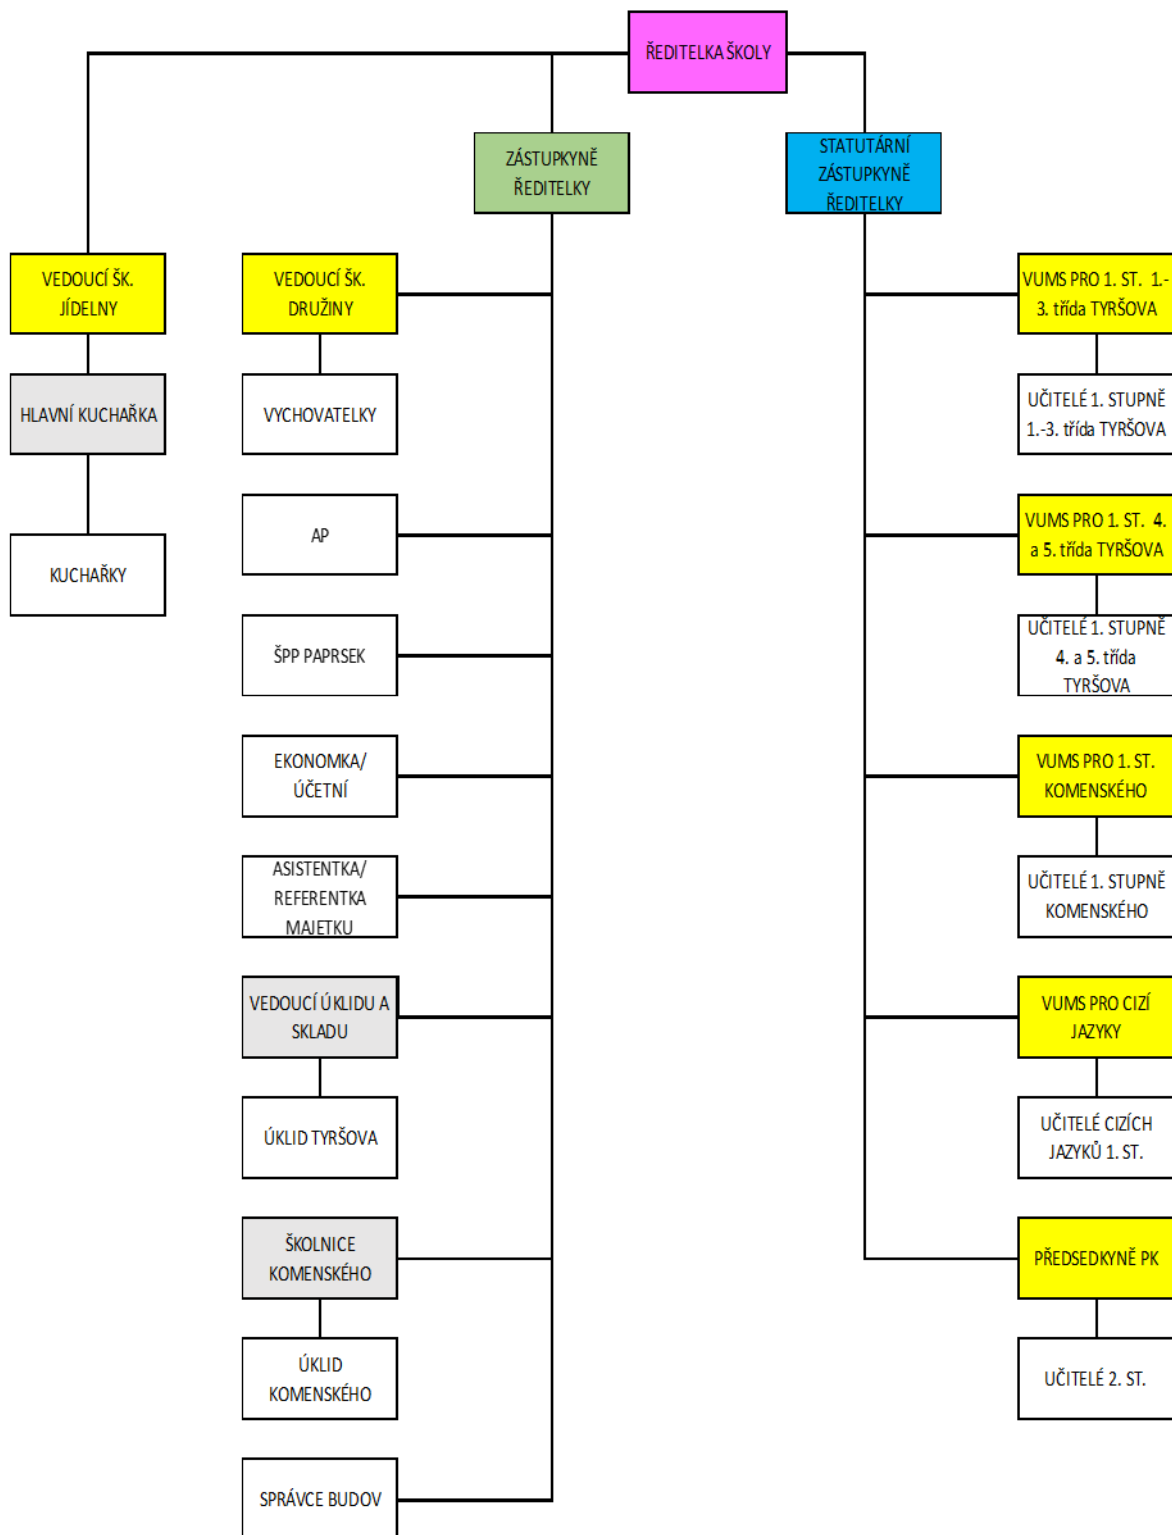 ŘEDITELKA ŠKOLY
ZÁSTUPKYNĚ
ŘEDITELKY
STATUTÁRNÍ
ZÁSTUPKYNĚ
ŘEDITELKY
VEDOUCÍ ŠK.
JÍDELNY
VEDOUCÍ ŠK.
DRUŽINY
VUMS PRO 1. ST. 1.-
3. třída TYRŠOVA
HLAVNÍ KUCHAŘKA
VYCHOVATELKY
UČITELÉ 1. STUPNĚ
1.-3. třída TYRŠOVA
KUCHAŘKY
AP
VUMS PRO 1. ST. 4.
a 5. třída TYRŠOVA
ŠPP PAPRSEK
UČITELÉ 1. STUPNĚ
4. a 5. třída
TYRŠOVA
EKONOMKA/
ÚČETNÍ
VUMS PRO 1. ST.
KOMENSKÉHO
ASISTENTKA/
REFERENTKA
MAJETKU
UČITELÉ 1. STUPNĚ
KOMENSKÉHO
VEDOUCÍ ÚKLIDU A
SKLADU
VUMS PRO CIZÍ
JAZYKY
ÚKLID TYRŠOVA
UČITELÉ CIZÍCH
JAZYKŮ 1. ST.
ŠKOLNICE
KOMENSKÉHO
PŘEDSEDKYNĚ PK
ÚKLID
KOMENSKÉHO
UČITELÉ 2. ST.
SPRÁVCE BUDOV